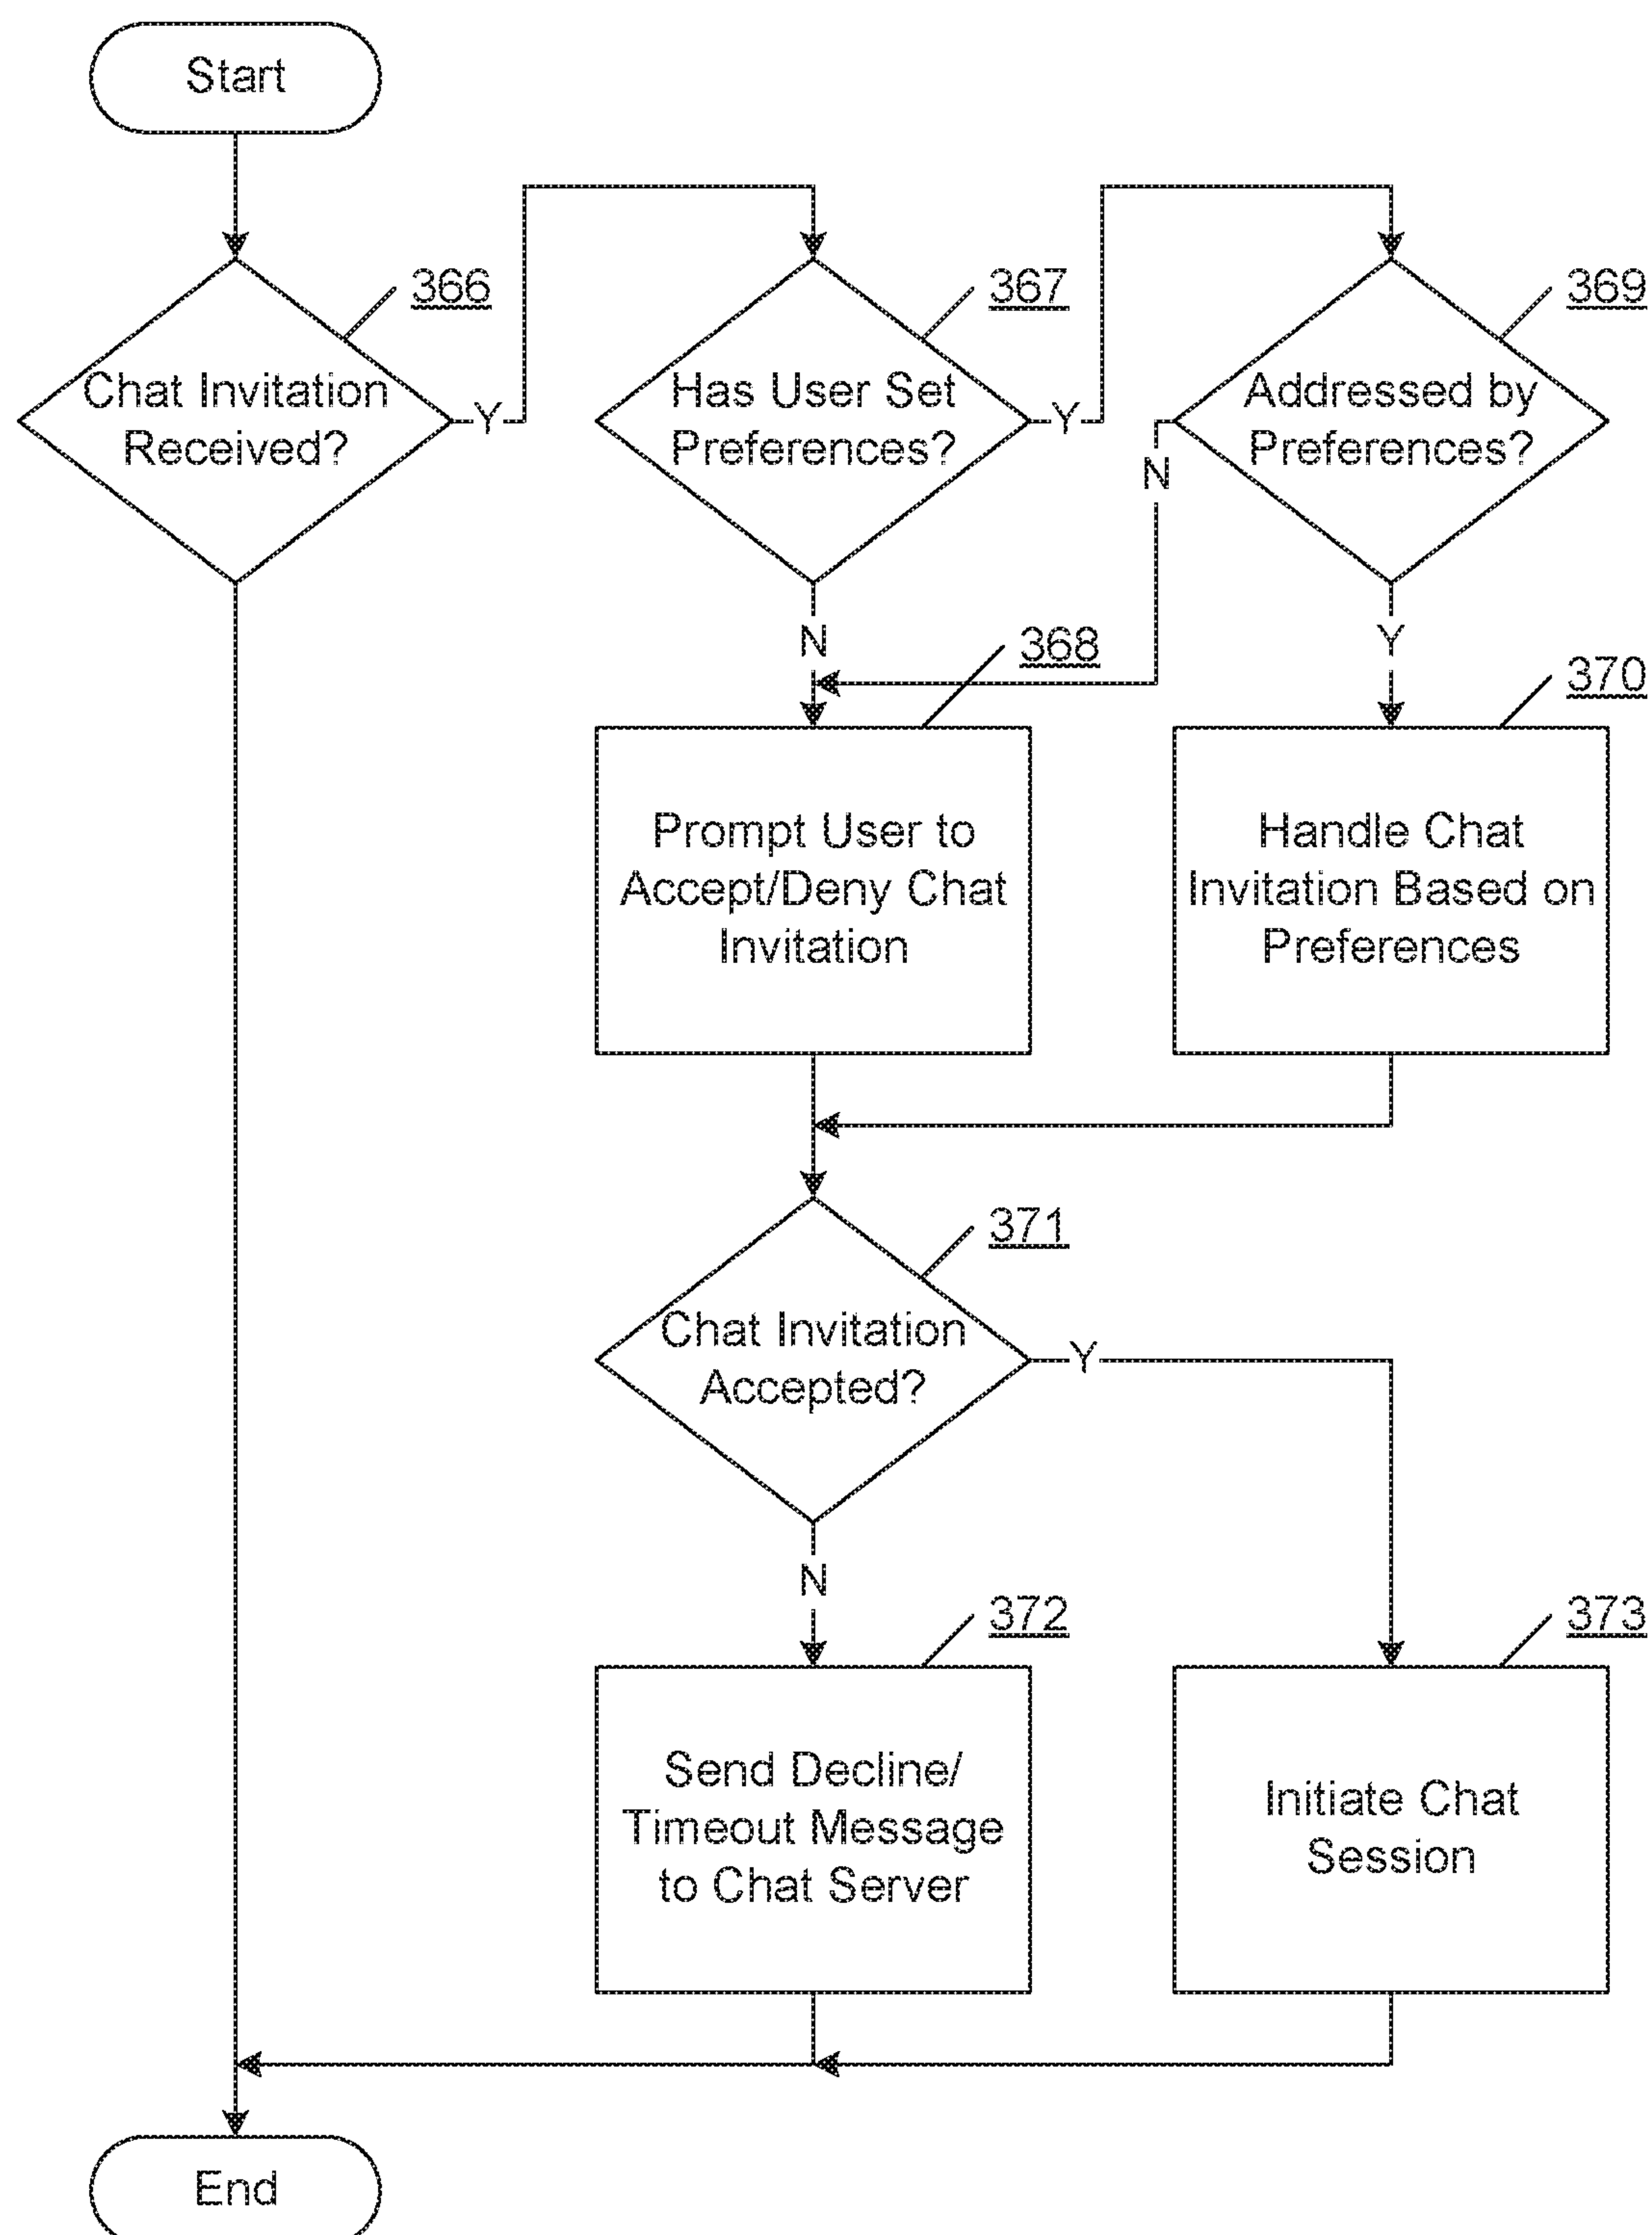 Start
366
Chat Invitation
Received?
Y
367
Has User Set
Preferences?
Y
369
Addressed by
Preferences?
N
N
Y
368
Prompt User to
Accept/Deny Chat
Invitation
370
Handle Chat
Invitation Based on
Preferences
371
Chat Invitation
Accepted?
Y
N
372
Send Decline/
Timeout Message
to Chat Server
373
Initiate Chat
Session
End